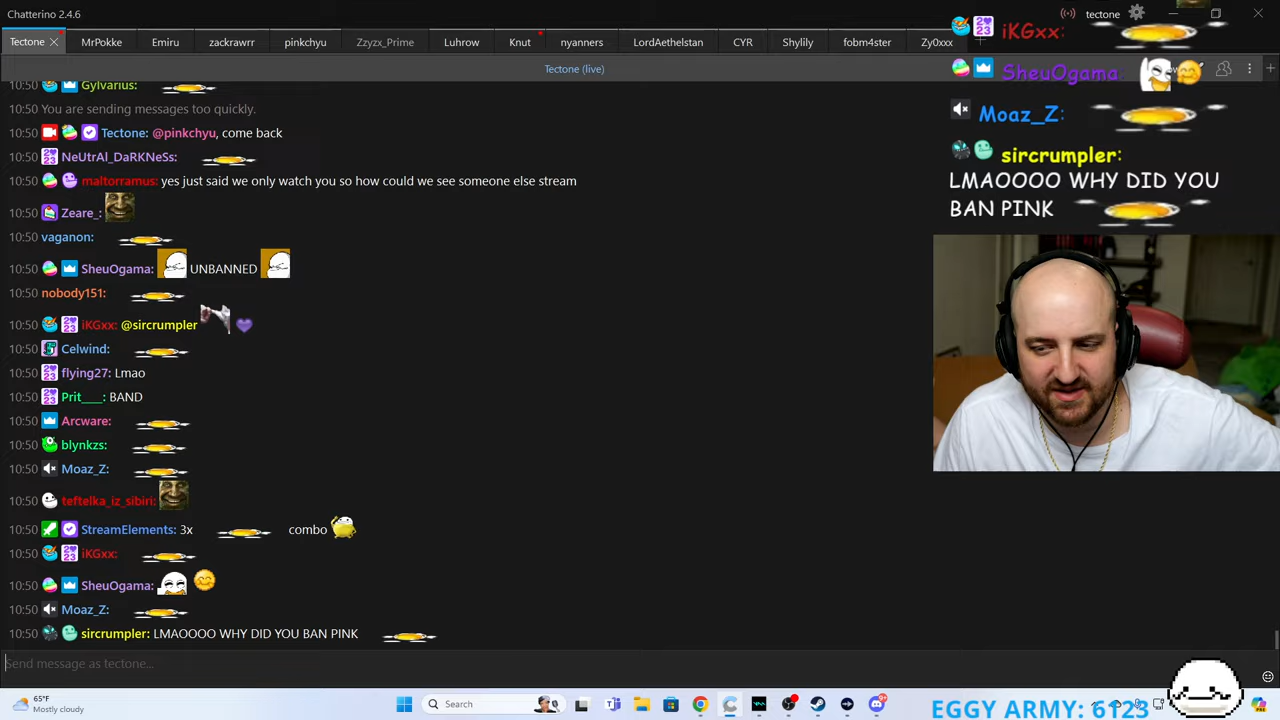 Chatterino 2.4.6
tectone
Tectone
MrPokke
Emiru
zackrawrr
pinkchyu
Zzyzx_Prime
Luhrow
Knut
nyanners
LordAethelstan
CYR
Shylily
fobm4ster
Zy0xxx
Tectone (live)
10:50 Gylvarius:
You are sending messages too quickly.
10:50 Tectone: @pinkchyu, come back
10:50 NeUtrAl_DaRKNeSs:
10:50 maltorramus: yes just said we only watch you so how could we see someone else stream
10:50 Zeare_:
10:50 vaganon:
10:50 SheuOgama: UNBANNED
10:50 nobody151:
10:50 iKGxx: @sircrumpler
10:50 Celwind:
10:50 flying27: Lmao
10:50 Prit____: BAND
10:50 Arcware:
10:50 blynkzs:
10:50 Moaz_Z:
10:50 teftelka_iz_sibiri:
10:50 StreamElements: 3x combo
10:50 iKGxx:
10:50 SheuOgama:
10:50 Moaz_Z:
10:50 sircrumpler: LMAOOOO WHY DID YOU BAN PINK
Send message as tectone...
iKGxx:
SheuOgama:
Moaz_Z:
sircrumpler:
LMAOOOO WHY DID YOU
BAN PINK
65°F
Mostly cloudy
Search
EGGY ARMY: 6123